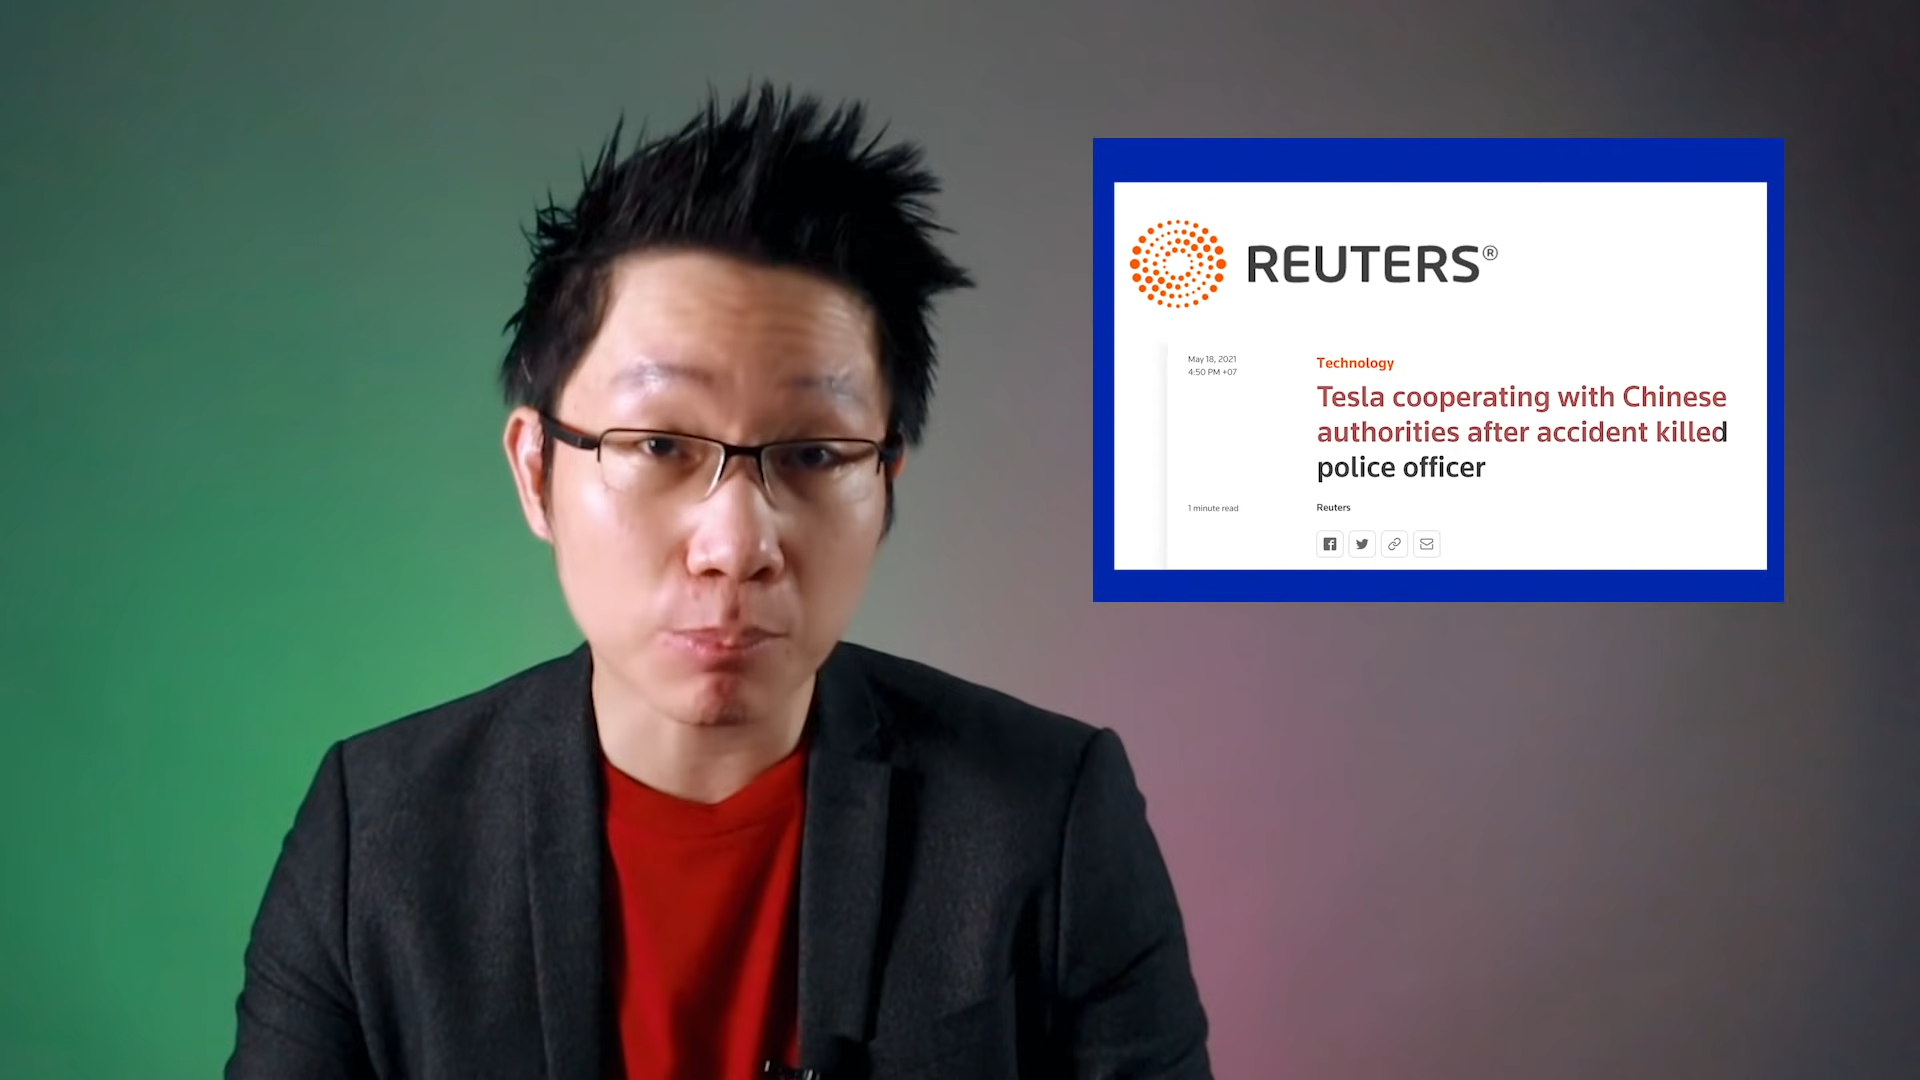 REUTERS®
May 18, 2021
4:50 PM +07
Technology
Tesla cooperating with Chinese
authorities after accident killed
police officer
1 minute read
Reuters